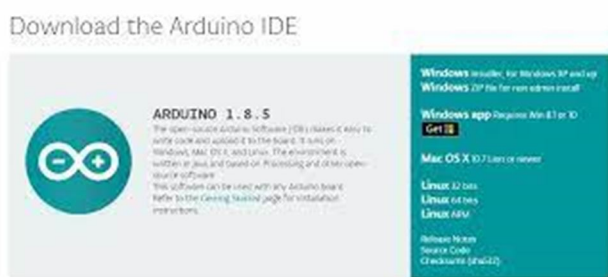 Download the Arduino IDE
ARDUINO 1.8.5
The open-source Arduino Software (IDE) makes it easy to
write code and upload it to the board. It runs on
Windows, Mac OS X, and Linux. The environment is
written in Java and based on Processing and other open-
source software.
This software can be used with any Arduino board.
Refer to the Getting Started page for Installation
instructions.
Windows Installer, for Windows XP and up
Windows ZIP file for non admin install
Windows app Requires Win 8.1 or 10
Get
Mac OS X 10.7 Lion or newer
Linux 32 bits
Linux 64 bits
Linux ARM
Release Notes
Source Code
Checksums (sha512)